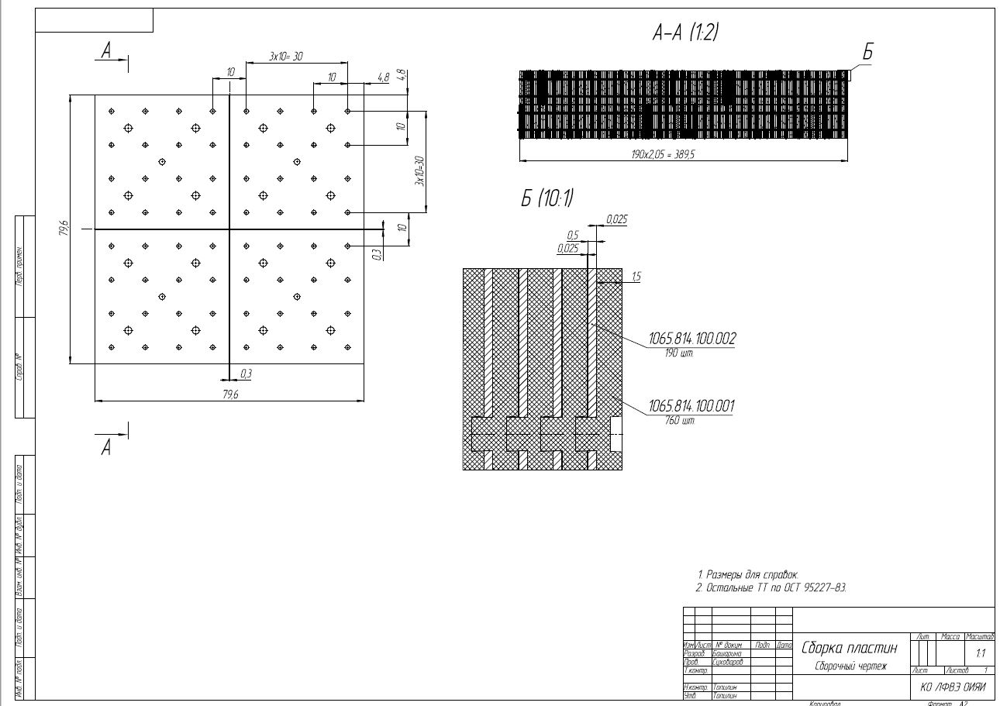 А
3х10= 30
10
10
4,8
4,8
10
3х10=30
10
0,3
79,6
0,3
79,6
А
А-А (1:2)
Б
190х2,05 = 389,5
Б (10:1)
0,025
0,5
0,025
1,5
1065.814.100.002
190 шт.
1065.814.100.001
760 шт.
Перв. примен.
Справ. №
Подп. и дата
Инв. № дубл.
Взам. инв. №
Подп. и дата
Инв. № подл.
1. Размеры для справок.
2. Остальные ТТ по ОСТ 95227-83.
Изм. Лист № докум. Подп. Дата
Разраб. Башарина
Пров. Суховаров
Т.контр.
Н.контр. Топилин
Утв. Топилин
Сборка пластин
Сборочный чертеж
Лит. Масса Масштаб
1:1
Лист Листов 1
КО ЛФВЭ ОИЯИ
Копировал Формат А2